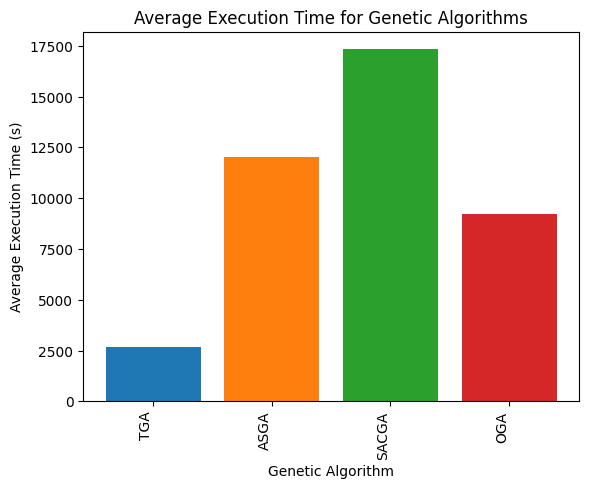 Average Execution Time for Genetic Algorithms
Average Execution Time (s)
17500
15000
12500
10000
7500
5000
2500
0
TGA
ASGA
SACGA
OGA
Genetic Algorithm